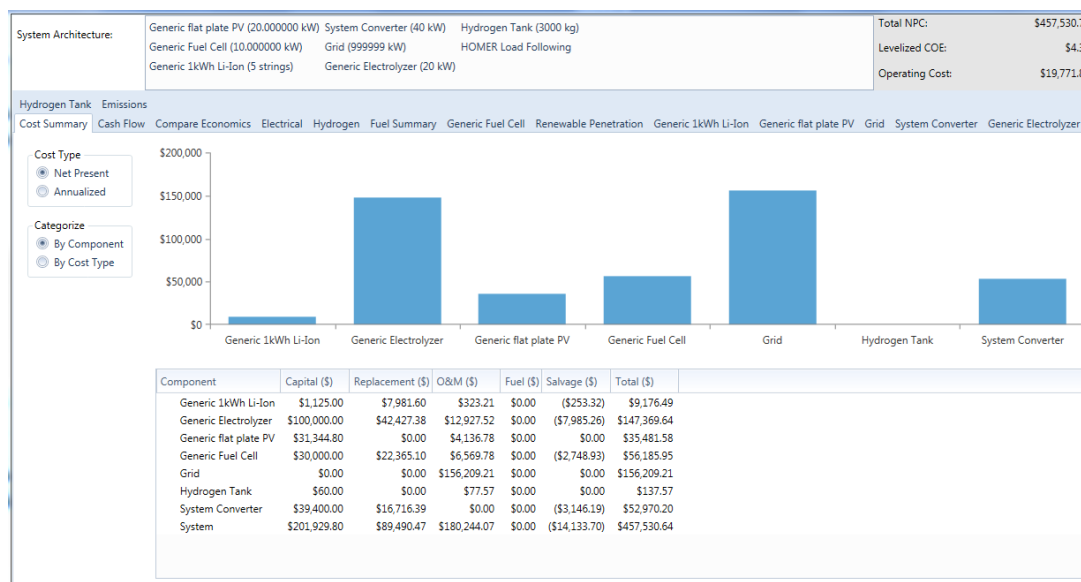 System Architecture:
Generic flat plate PV (20.000000 kW) System Converter (40 kW) Hydrogen Tank (3000 kg)
Generic Fuel Cell (10.000000 kW) Grid (999999 kW) HOMER Load Following
Generic 1kWh Li-Ion (5 strings) Generic Electrolyzer (20 kW)
Total NPC: $457,530.
Levelized COE: $4.
Operating Cost: $19,771.
Hydrogen Tank Emissions
Cost Summary Cash Flow Compare Economics Electrical Hydrogen Fuel Summary Generic Fuel Cell Renewable Penetration Generic 1kWh Li-Ion Generic flat plate PV Grid System Converter Generic Electrolyzer
Cost Type
Net Present
Annualized
Categorize
By Component
By Cost Type
$200,000
$150,000
$100,000
$50,000
$0
Generic 1kWh Li-Ion Generic Electrolyzer Generic flat plate PV Generic Fuel Cell Grid Hydrogen Tank System Converter
Component Capital ($) Replacement ($) O&M ($) Fuel ($) Salvage ($) Total ($)
Generic 1kWh Li-Ion $1,125.00 $7,981.60 $323.21 $0.00 ($253.32) $9,176.49
Generic Electrolyzer $100,000.00 $42,427.38 $12,927.52 $0.00 ($7,985.26) $147,369.64
Generic flat plate PV $31,344.80 $0.00 $4,136.78 $0.00 $0.00 $35,481.58
Generic Fuel Cell $30,000.00 $22,365.10 $6,569.78 $0.00 ($2,748.93) $56,185.95
Grid $0.00 $0.00 $156,209.21 $0.00 $0.00 $156,209.21
Hydrogen Tank $60.00 $0.00 $77.57 $0.00 $0.00 $137.57
System Converter $39,400.00 $16,716.39 $0.00 $0.00 ($3,146.19) $52,970.20
System $201,929.80 $89,490.47 $180,244.07 $0.00 ($14,133.70) $457,530.64